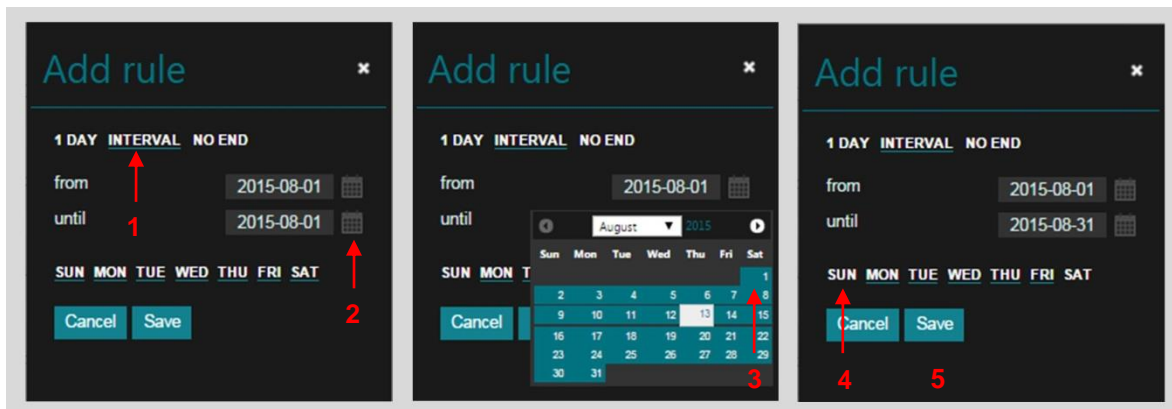 Add rule ×
1 DAY INTERVAL NO END
from 2015-08-01
1
until 2015-08-01
SUN MON TUE WED THU FRI SAT
Cancel Save
2
Add rule ×
1 DAY INTERVAL NO END
from 2015-08-01
until
August 2015
Sun Mon Tue Wed Thu Fri Sat
1
2 3 4 5 6 7 8
9 10 11 12 13 14 15
16 17 18 19 20 21 22
23 24 25 26 27 28 29
30 31
SUN MON T
Cancel
3
Add rule ×
1 DAY INTERVAL NO END
from 2015-08-01
until 2015-08-31
SUN MON TUE WED THU FRI SAT
Cancel Save
4 5